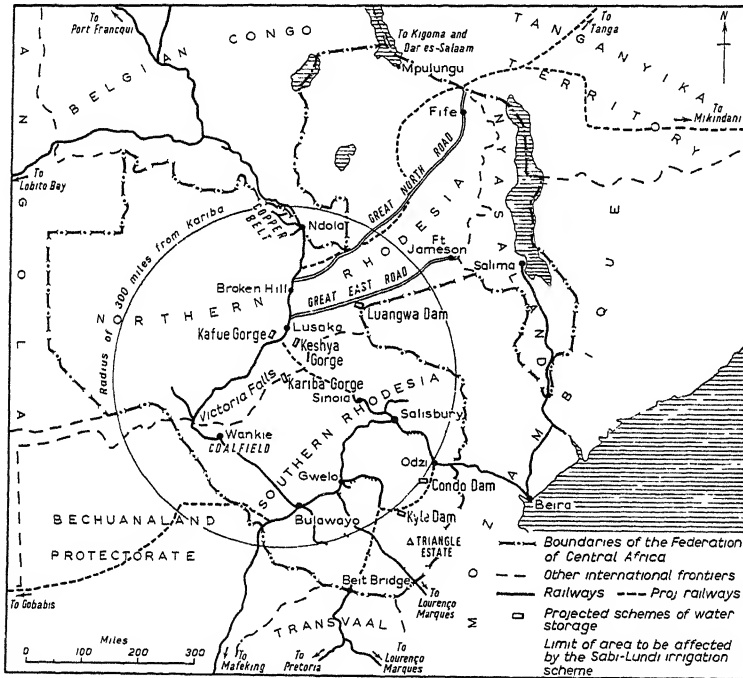 To
Port Francqui
BELGIAN CONGO
To Kigoma and
Dar es-Salaam
Mpulungu
To
Tanga
TANGANYIKA
TERRITORY
N
To
Mikindani
Fife
To
Lobito Bay
ANGOLA
COPPER
BELT
Ndola
GREAT NORTH ROAD
NYASALAND
Radius of 300 miles from Kariba
Ft
Jameson
Salima
Broken Hill
NORTHERN RHODESIA
GREAT EAST ROAD
Luangwa Dam
Lusaka
Kafue Gorge
Keshya
Gorge
Victoria Falls
Kariba Gorge
Sinoia
Salisbury
Wankie
COALFIELD
SOUTHERN RHODESIA
Gwelo
Odzi
Condo Dam
MOZAMBIQUE
Beira
BECHUANALAND
PROTECTORATE
Bulawayo
Kyle Dam
TRIANGLE
ESTATE
Beit Bridge
To Gobabis
To
Lourenço
Marques
TRANSVAAL
Miles
0 100 200 300
To
Mafeking
To
Pretoria
To
Lourenço
Marques
Boundaries of the Federation
of Central Africa
Other international frontiers
Railways Proj railways
Projected schemes of water
storage
Limit of area to be affected
by the Sabi-Lundi irrigation
scheme